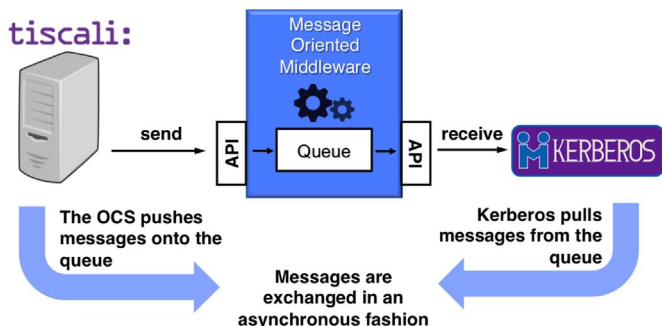 tiscali:
Message
Oriented
Middleware
send
API
Queue
API
receive
KERBEROS
The OCS pushes
messages onto the
queue
Kerberos pulls
messages from the
queue
Messages are
exchanged in an
asynchronous fashion